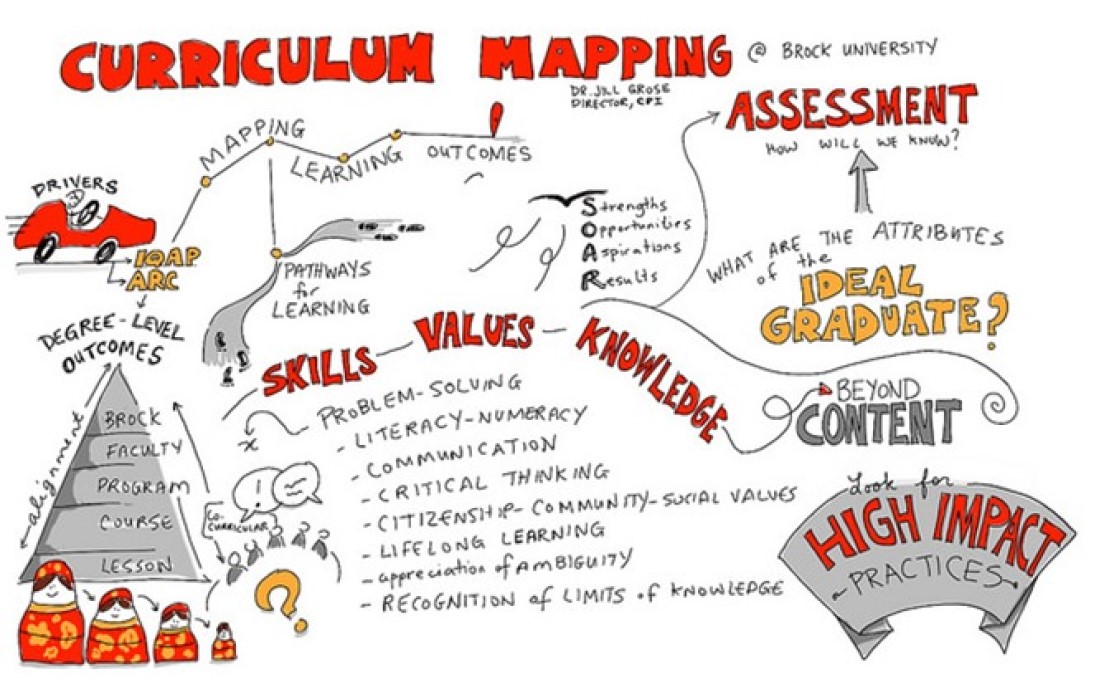 CURRICULUM MAPPING @ BROCK UNIVERSITY
DR. JILL GROSE
DIRECTOR, CPI
ASSESSMENT
HOW WILL WE KNOW?
MAPPING
LEARNING
OUTCOMES
DRIVERS
IQAP
ARC
PATHWAYS
for
LEARNING
Strengths
Opportunities
Aspirations
Results
WHAT ARE THE ATTRIBUTES
of the
IDEAL
GRADUATE?
DEGREE-LEVEL
OUTCOMES
alignment
BROCK
FACULTY
PROGRAM
COURSE
LESSON
CO-
CURRICULAR
SKILLS - VALUES - KNOWLEDGE
BEYOND
CONTENT
PROBLEM-SOLVING
- LITERACY-NUMERACY
- COMMUNICATION
- CRITICAL THINKING
- CITIZENSHIP-COMMUNITY-SOCIAL VALUES
- LIFELONG LEARNING
- appreciation of AMBIGUITY
- RECOGNITION of LIMITS of KNOWLEDGE
Look for
HIGH IMPACT
PRACTICES